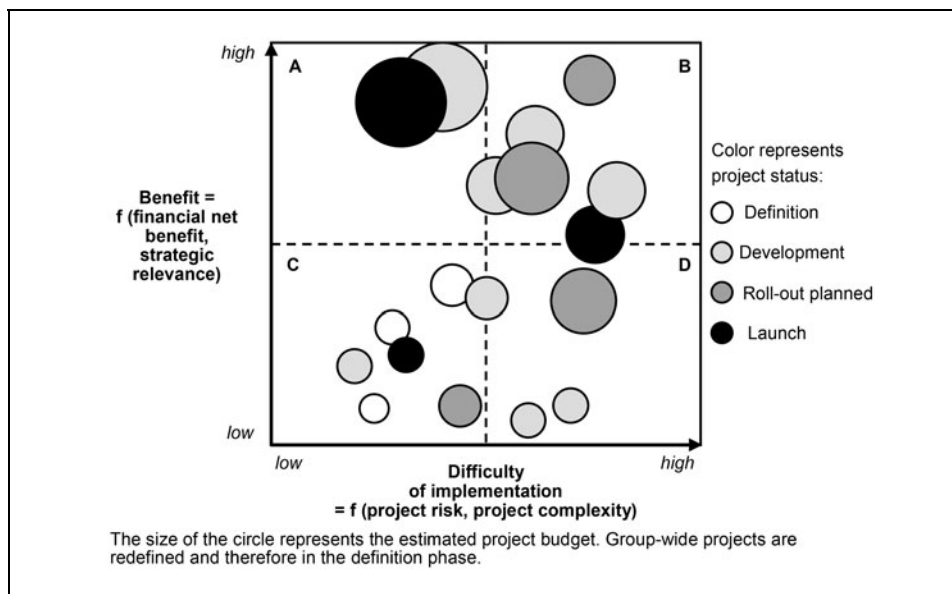 high
A
B
Color represents
project status:
Benefit =
f (financial net
benefit,
strategic
relevance)
Definition
Development
Roll-out planned
Launch
C
D
low
low
high
Difficulty
of implementation
= f (project risk, project complexity)
The size of the circle represents the estimated project budget. Group-wide projects are
redefined and therefore in the definition phase.